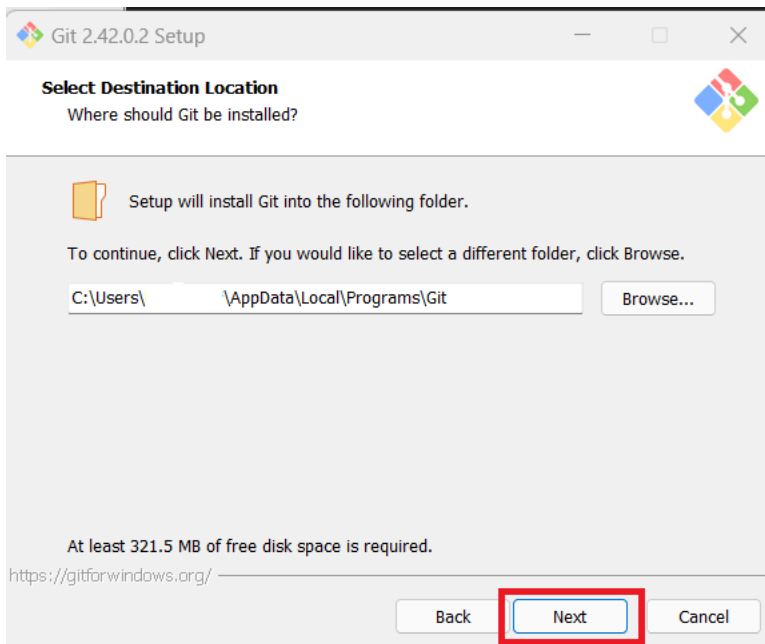 Git 2.42.0.2 Setup
Select Destination Location
Where should Git be installed?
Setup will install Git into the following folder.
To continue, click Next. If you would like to select a different folder, click Browse.
C:\Users\ \AppData\Local\Programs\Git
Browse...
At least 321.5 MB of free disk space is required.
https://gitforwindows.org/
Back Next Cancel